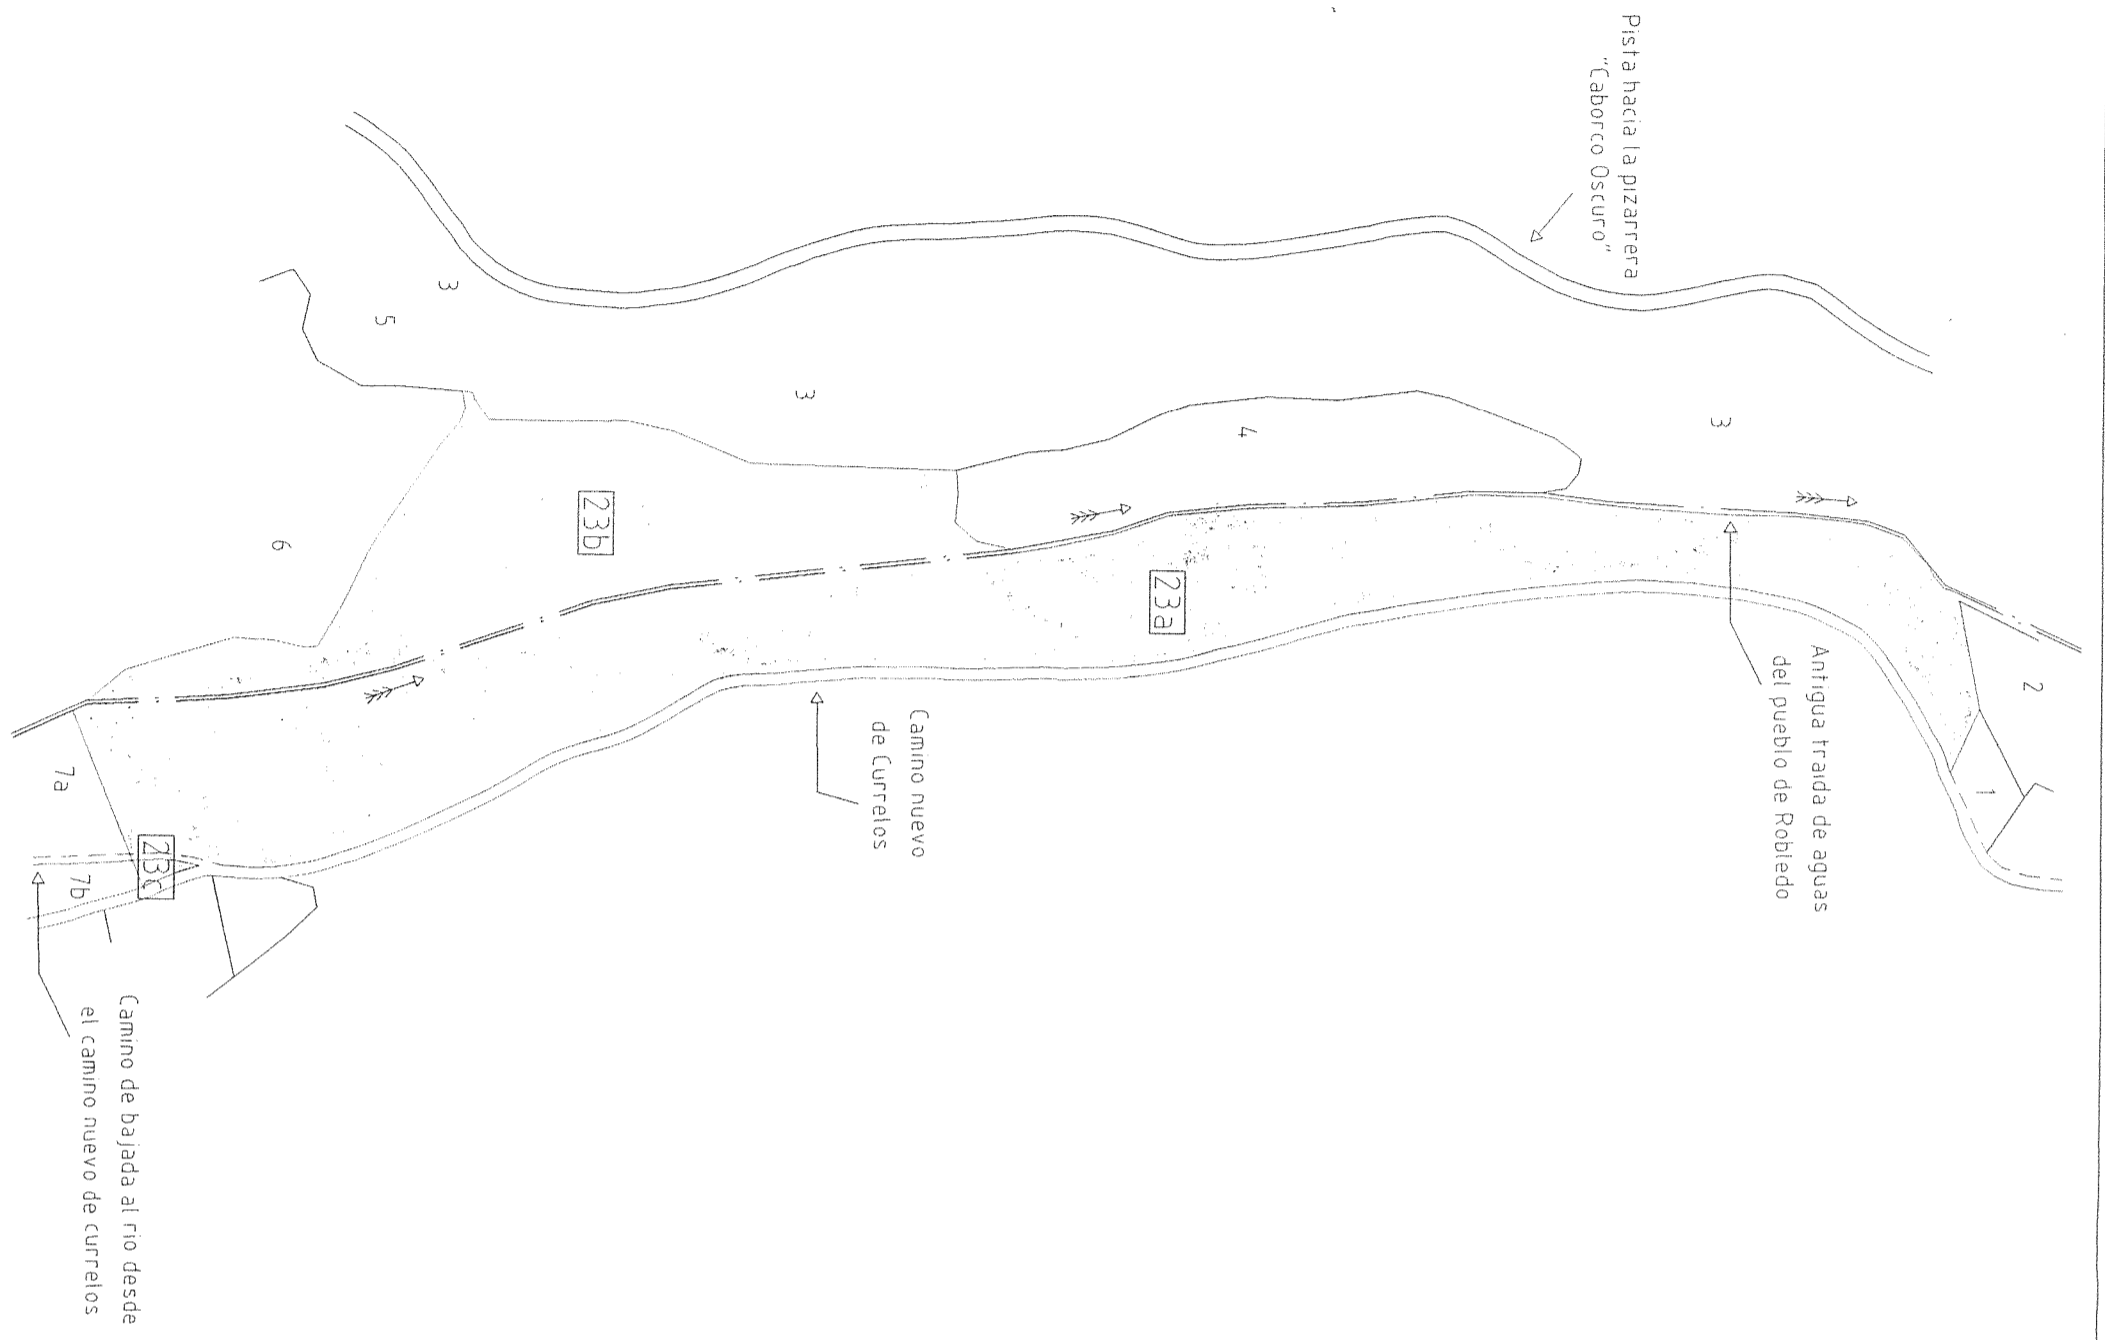 Pista hacia la pizarrera
"Caborco Oscuro"
3
5
3
3
4
23b
6
23a
Antigua traida de aguas
del pueblo de Robledo
2
1
Camino nuevo
de Currelos
7a
23c
7b
Camino de bajada al rio desde
el camino nuevo de currelos